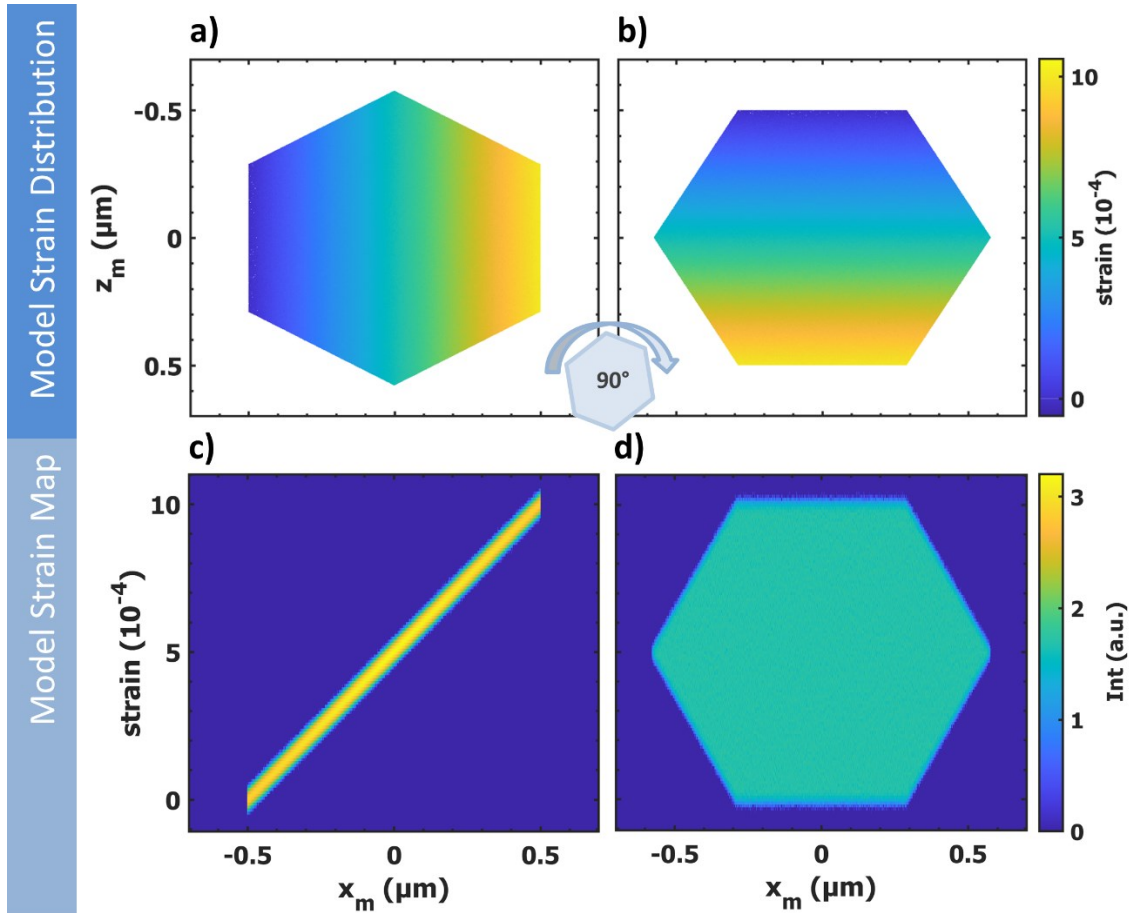 Model Strain Distribution
a)
b)
-0.5
0
0.5
z_m (μm)
10
5
0
strain (10^-4)
90°
Model Strain Map
c)
d)
10
5
0
strain (10^-4)
3
2
1
0
Int (a.u.)
-0.5
0
0.5
-0.5
0
0.5
x_m (μm)
x_m (μm)